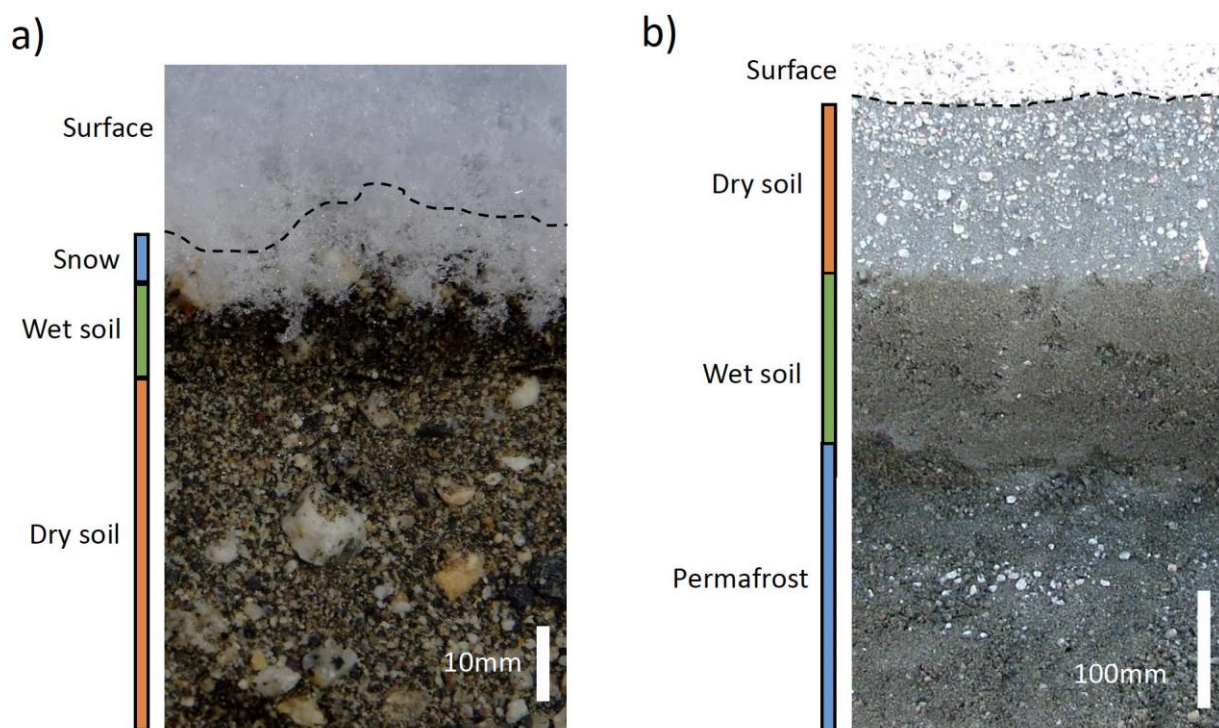 a)
Surface
Snow
Wet soil
Dry soil
10mm
b)
Surface
Dry soil
Wet soil
Permafrost
100mm